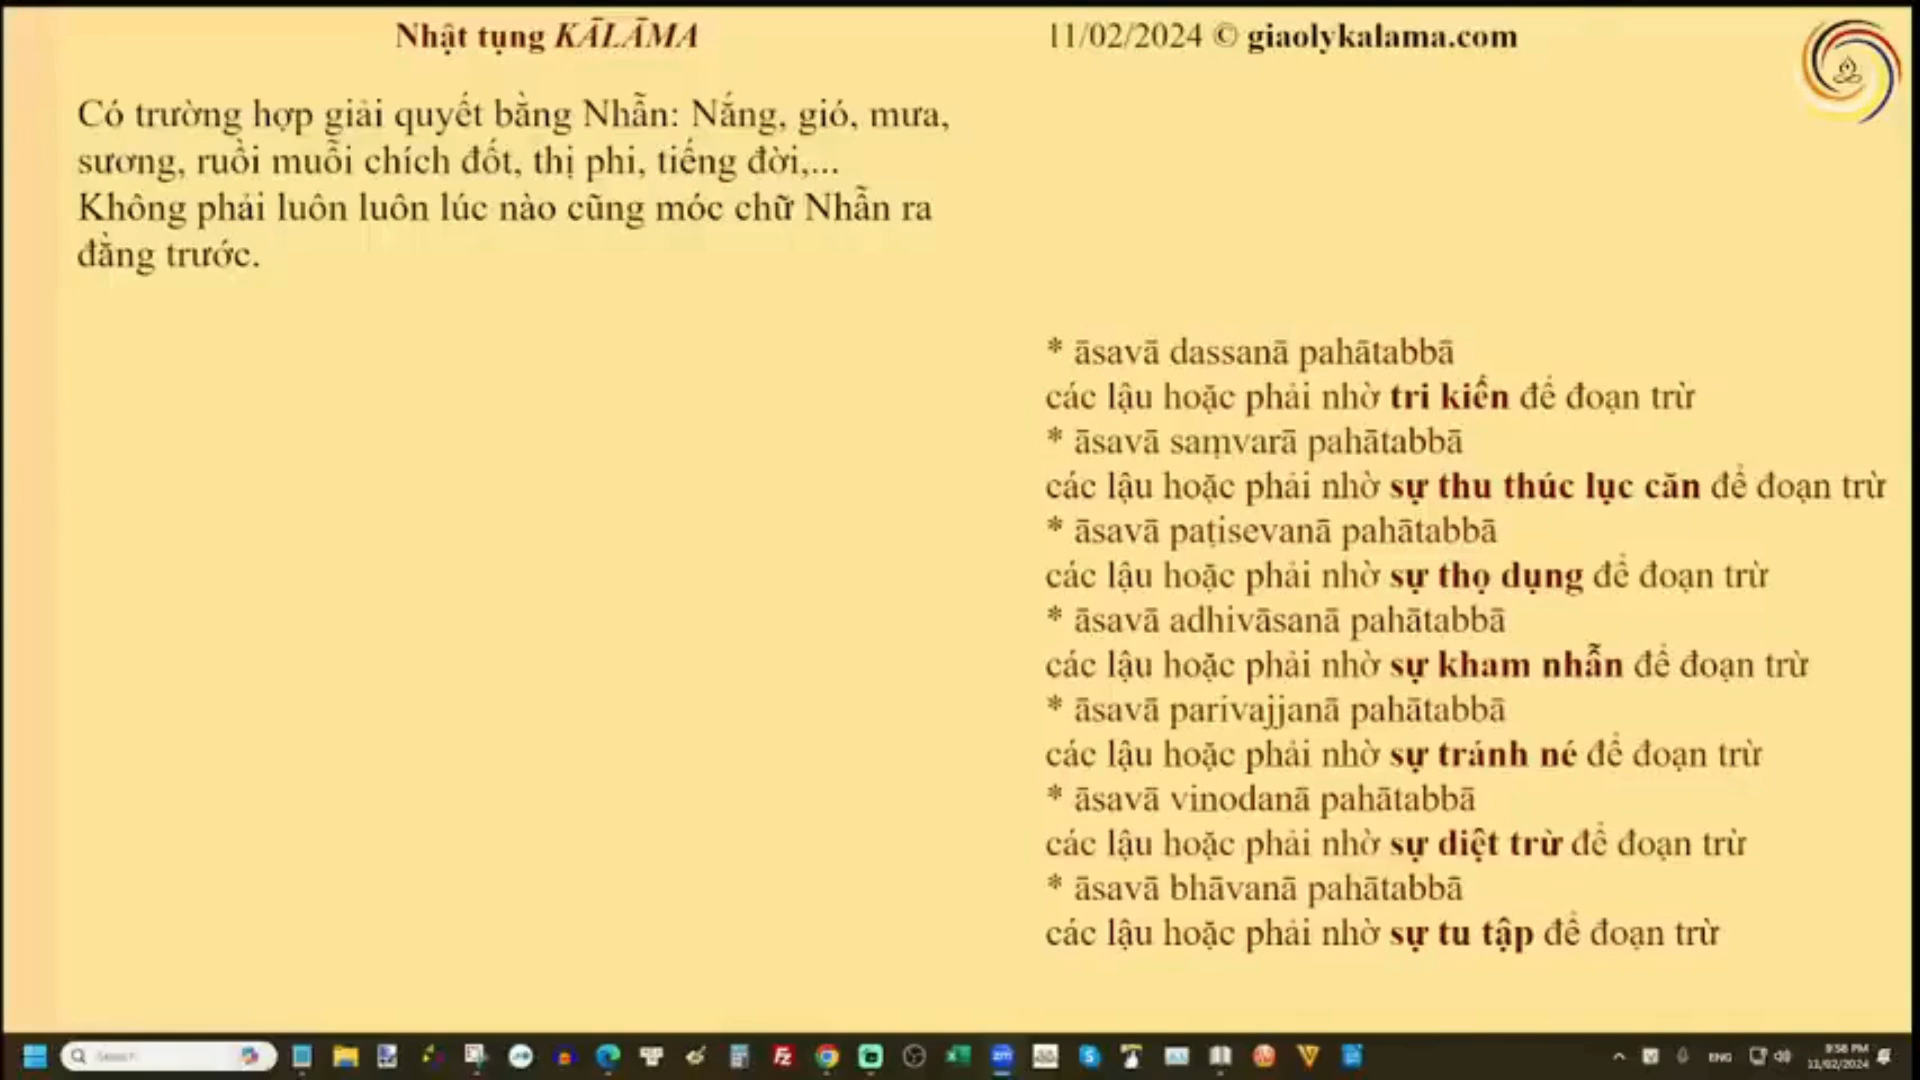 Nhật tụng KĀLĀMA
11/02/2024 © giaolykalama.com
Có trường hợp giải quyết bằng Nhẫn: Nắng, gió, mưa,
sương, ruồi muỗi chích đốt, thị phi, tiếng đời,...
Không phải luôn luôn lúc nào cũng móc chữ Nhẫn ra
đằng trước.
* āsavā dassanā pahātabbā
các lậu hoặc phải nhờ tri kiến để đoạn trừ
* āsavā saṃvarā pahātabbā
các lậu hoặc phải nhờ sự thu thúc lục căn để đoạn trừ
* āsavā paṭisevanā pahātabbā
các lậu hoặc phải nhờ sự thọ dụng để đoạn trừ
* āsavā adhivāsanā pahātabbā
các lậu hoặc phải nhờ sự kham nhẫn để đoạn trừ
* āsavā parivajjanā pahātabbā
các lậu hoặc phải nhờ sự tránh né để đoạn trừ
* āsavā vinodanā pahātabbā
các lậu hoặc phải nhờ sự diệt trừ để đoạn trừ
* āsavā bhāvanā pahātabbā
các lậu hoặc phải nhờ sự tu tập để đoạn trừ
Search
ENG
9:56 PM
11/02/2024